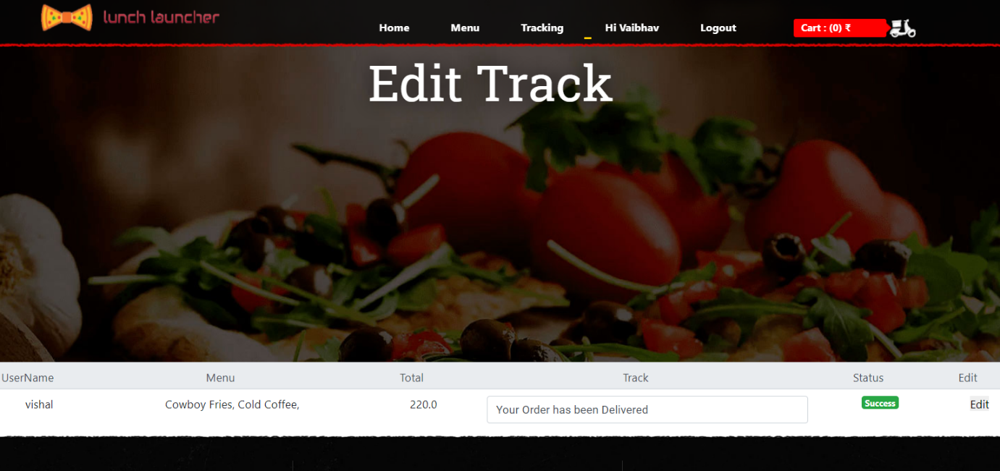 lunch launcher
Home Menu Tracking Hi Vaibhav Logout Cart : (0) ₹
Edit Track
UserName Menu Total Track Status Edit
vishal Cowboy Fries, Cold Coffee, 220.0 Your Order has been Delivered Success Edit